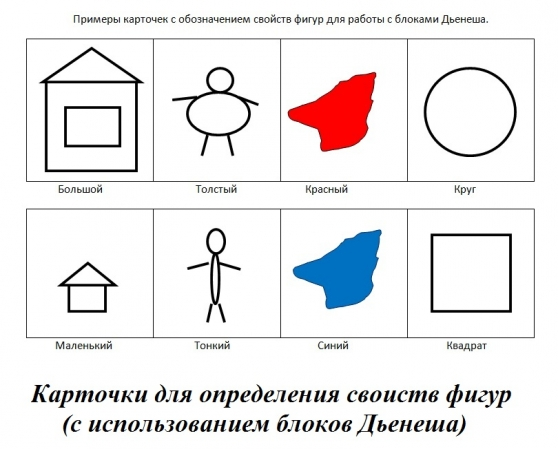 Примеры карточек с обозначением свойств фигур для работы с блоками Дьенеша.
Большой Толстый Красный Круг
Маленький Тонкий Синий Квадрат
Карточки для определения своиств фигур
(с использованием блоков Дьенеша)